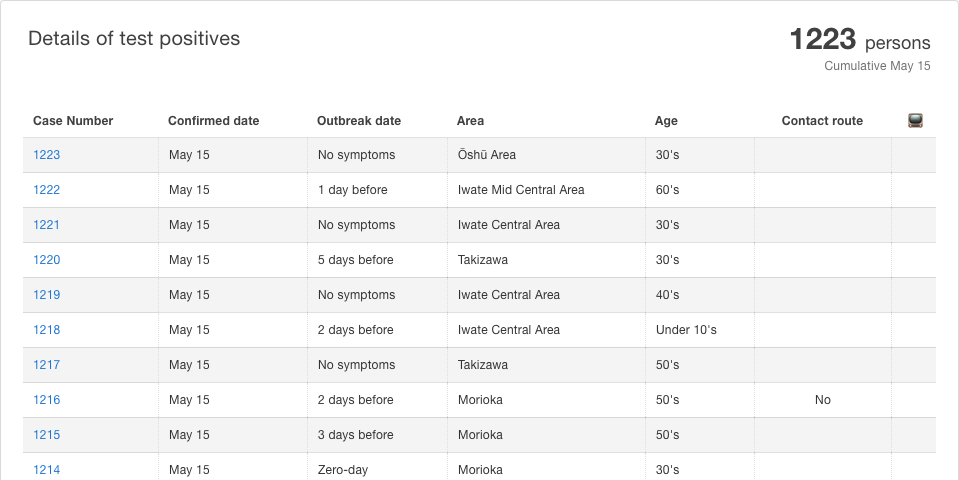 Details of test positives
1223 persons
Cumulative May 15
Case Number Confirmed date Outbreak date Area Age Contact route
1223 May 15 No symptoms Ōshū Area 30's
1222 May 15 1 day before Iwate Mid Central Area 60's
1221 May 15 No symptoms Iwate Central Area 30's
1220 May 15 5 days before Takizawa 30's
1219 May 15 No symptoms Iwate Central Area 40's
1218 May 15 2 days before Iwate Central Area Under 10's
1217 May 15 No symptoms Takizawa 50's
1216 May 15 2 days before Morioka 50's No
1215 May 15 3 days before Morioka 50's
1214 May 15 Zero-day Morioka 30's